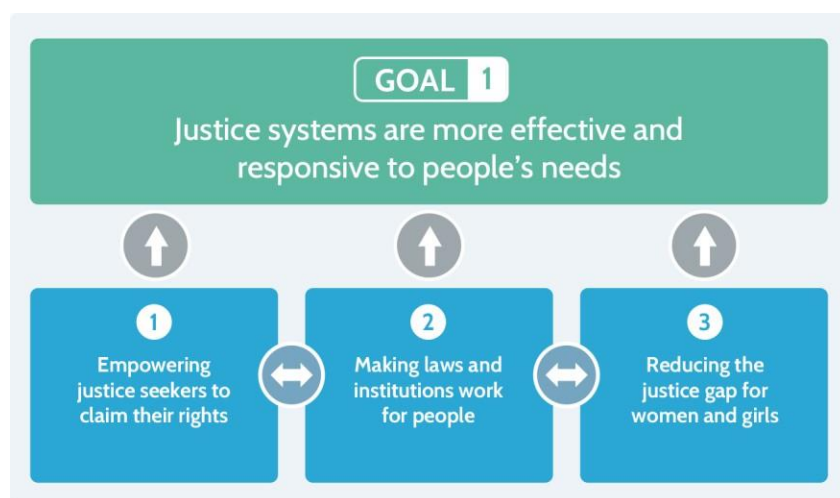 GOAL 1
Justice systems are more effective and
responsive to people's needs
1
Empowering
justice seekers to
claim their rights
2
Making laws and
institutions work
for people
3
Reducing the
justice gap for
women and girls